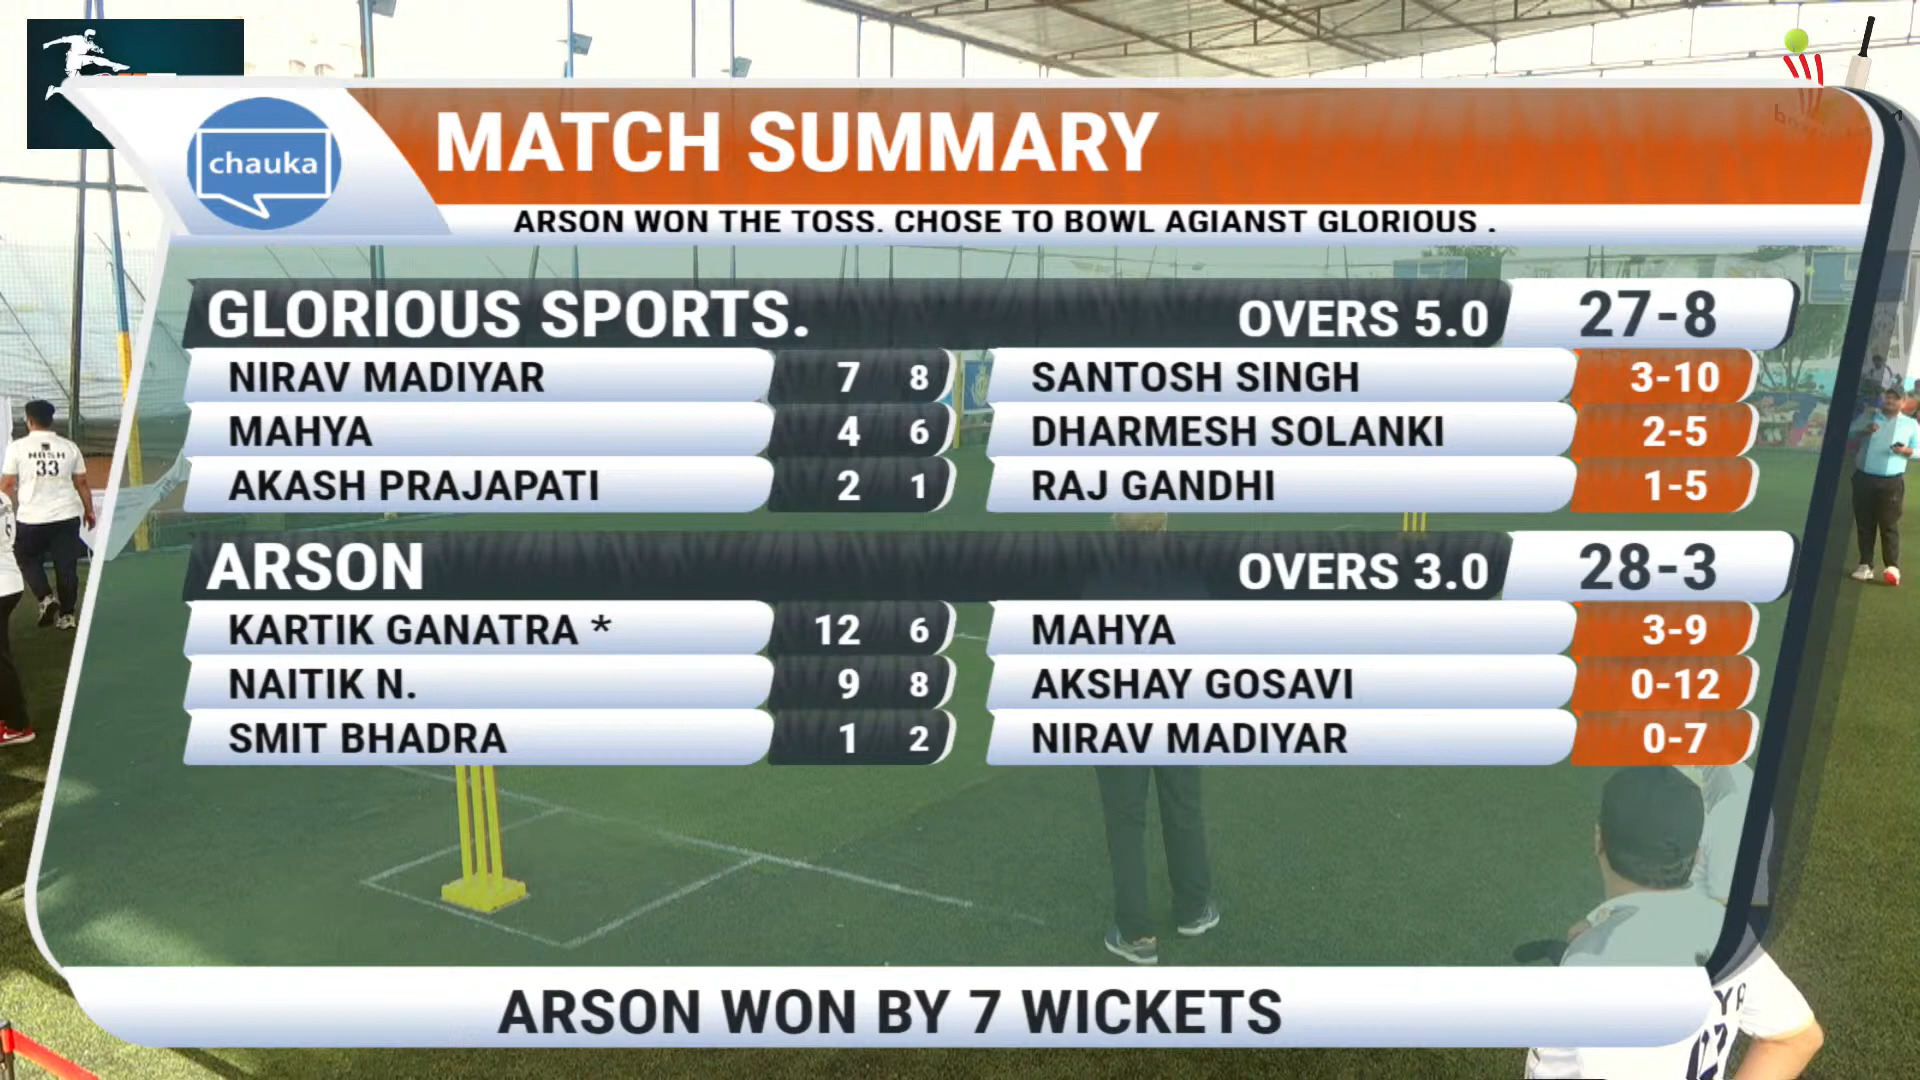 chauka
MATCH SUMMARY
ARSON WON THE TOSS. CHOSE TO BOWL AGIANST GLORIOUS .
GLORIOUS SPORTS. OVERS 5.0 27-8
NIRAV MADIYAR 7 8 SANTOSH SINGH 3-10
MAHYA 4 6 DHARMESH SOLANKI 2-5
AKASH PRAJAPATI 2 1 RAJ GANDHI 1-5
ARSON OVERS 3.0 28-3
KARTIK GANATRA * 12 6 MAHYA 3-9
NAITIK N. 9 8 AKSHAY GOSAVI 0-12
SMIT BHADRA 1 2 NIRAV MADIYAR 0-7
ARSON WON BY 7 WICKETS
33